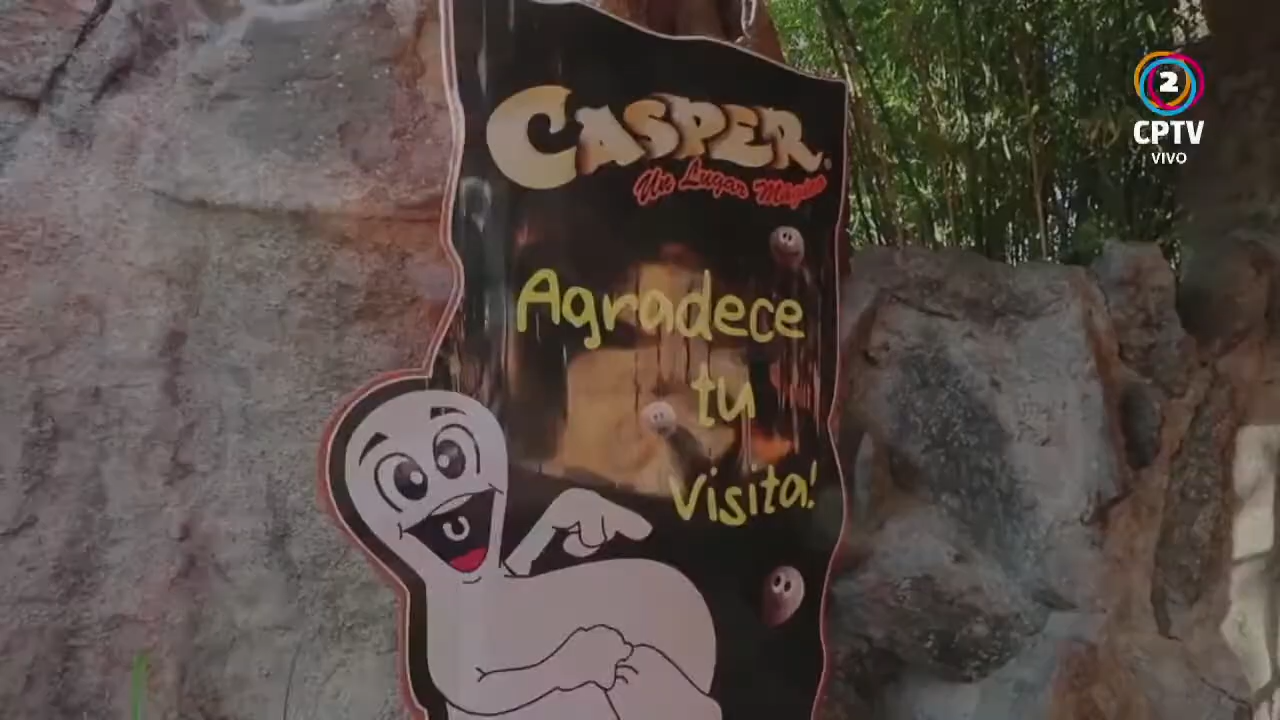 CASPER.
Un Lugar Mágico
Agradece
tu
visita!
2
CPTV
VIVO